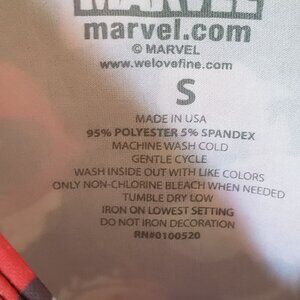 MARVEL
marvel.com
© MARVEL
www.welovefine.com
S
MADE IN USA
95% POLYESTER 5% SPANDEX
MACHINE WASH COLD
GENTLE CYCLE
WASH INSIDE OUT WITH LIKE COLORS
ONLY NON-CHLORINE BLEACH WHEN NEEDED
TUMBLE DRY LOW
IRON ON LOWEST SETTING
DO NOT IRON DECORATION
RN#0100520